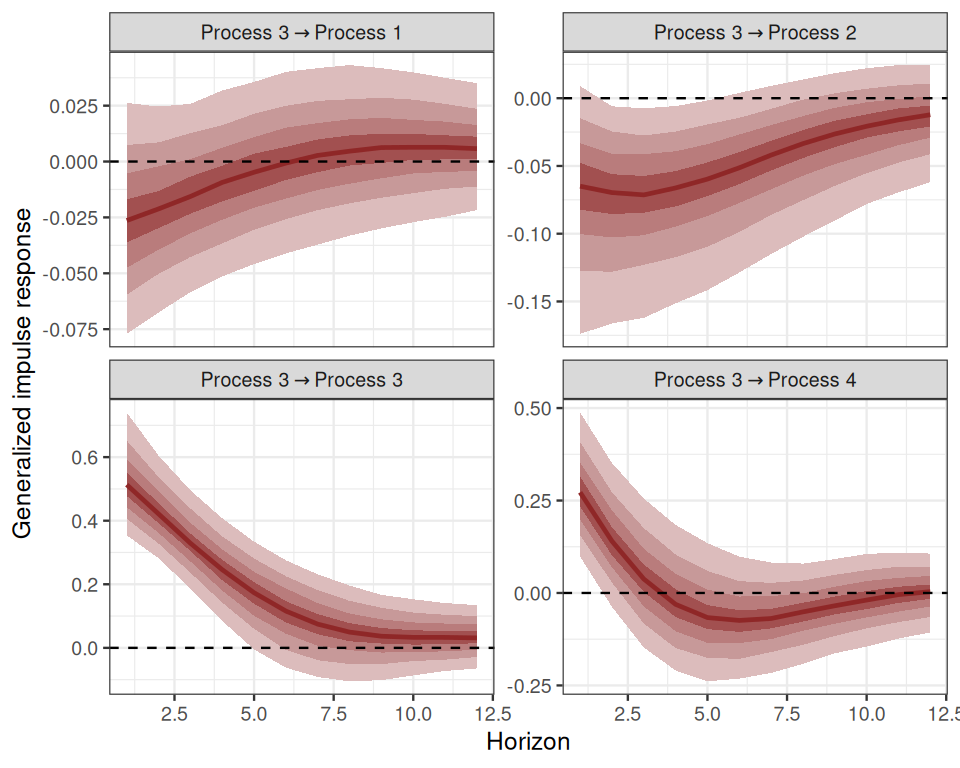 Process 3 → Process 1
Process 3 → Process 2
0.025
0.000
-0.025
-0.050
-0.075
0.00
-0.05
-0.10
-0.15
Generalized impulse response
Process 3 → Process 3
Process 3 → Process 4
0.6
0.4
0.2
0.0
0.50
0.25
0.00
-0.25
2.5 5.0 7.5 10.0 12.5
2.5 5.0 7.5 10.0 12.5
Horizon